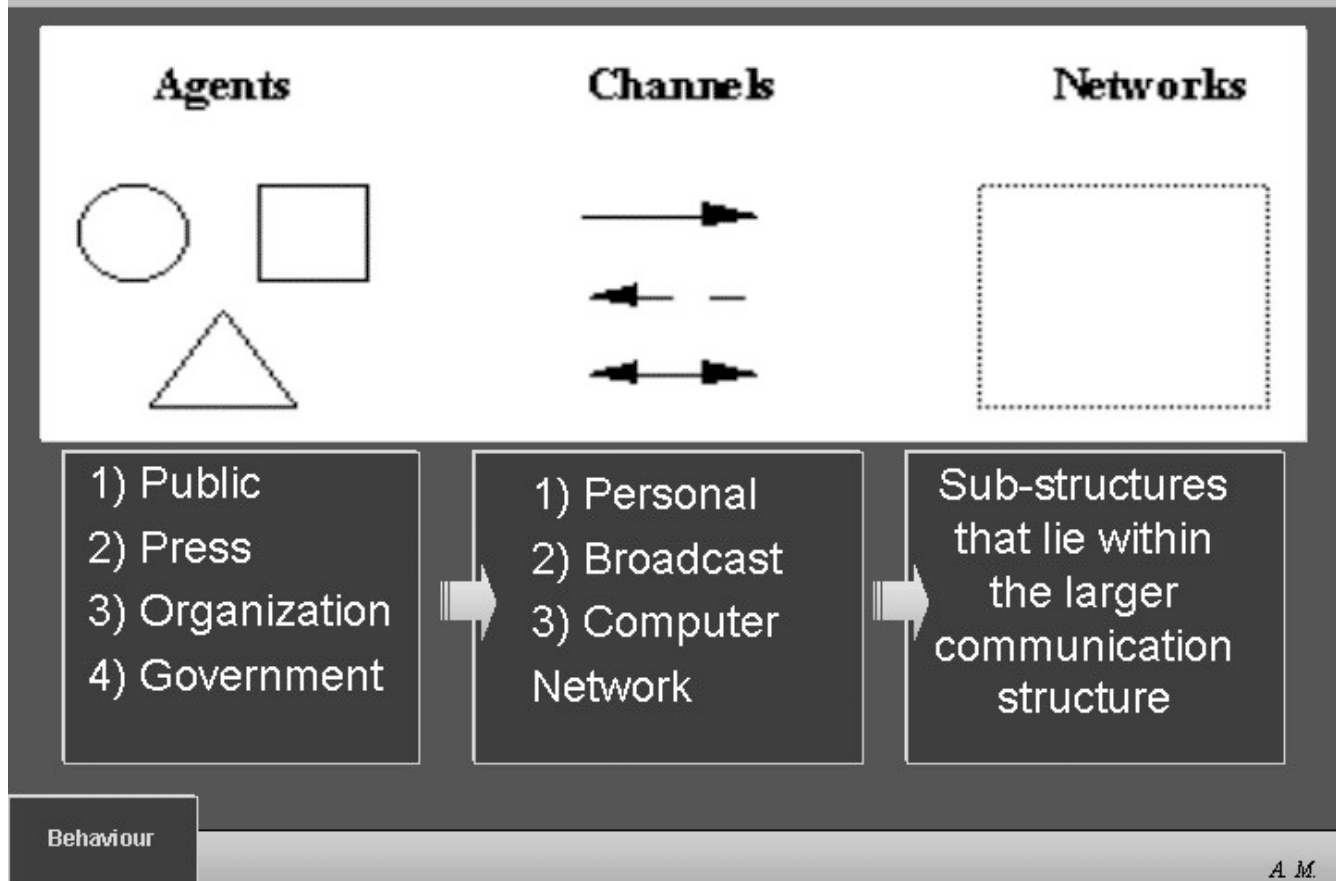 Agents
Channels
Networks
1) Public
2) Press
3) Organization
4) Government
1) Personal
2) Broadcast
3) Computer
Network
Sub-structures
that lie within
the larger
communication
structure
Behaviour
A. M.